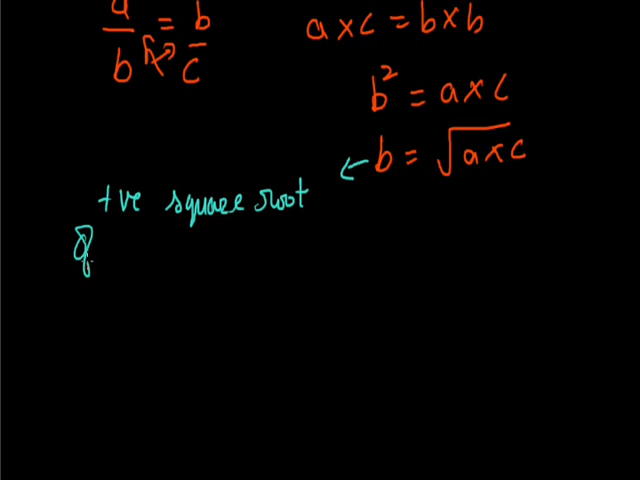 a/b = b/c
a×c = b×b
b² = a×c
b = √a×c
+ve square root